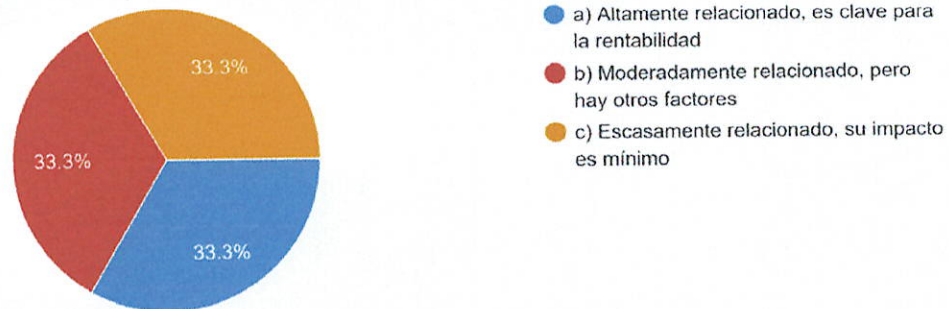 33.3%
33.3%
33.3%
a) Altamente relacionado, es clave para
la rentabilidad
b) Moderadamente relacionado, pero
hay otros factores
c) Escasamente relacionado, su impacto
es mínimo